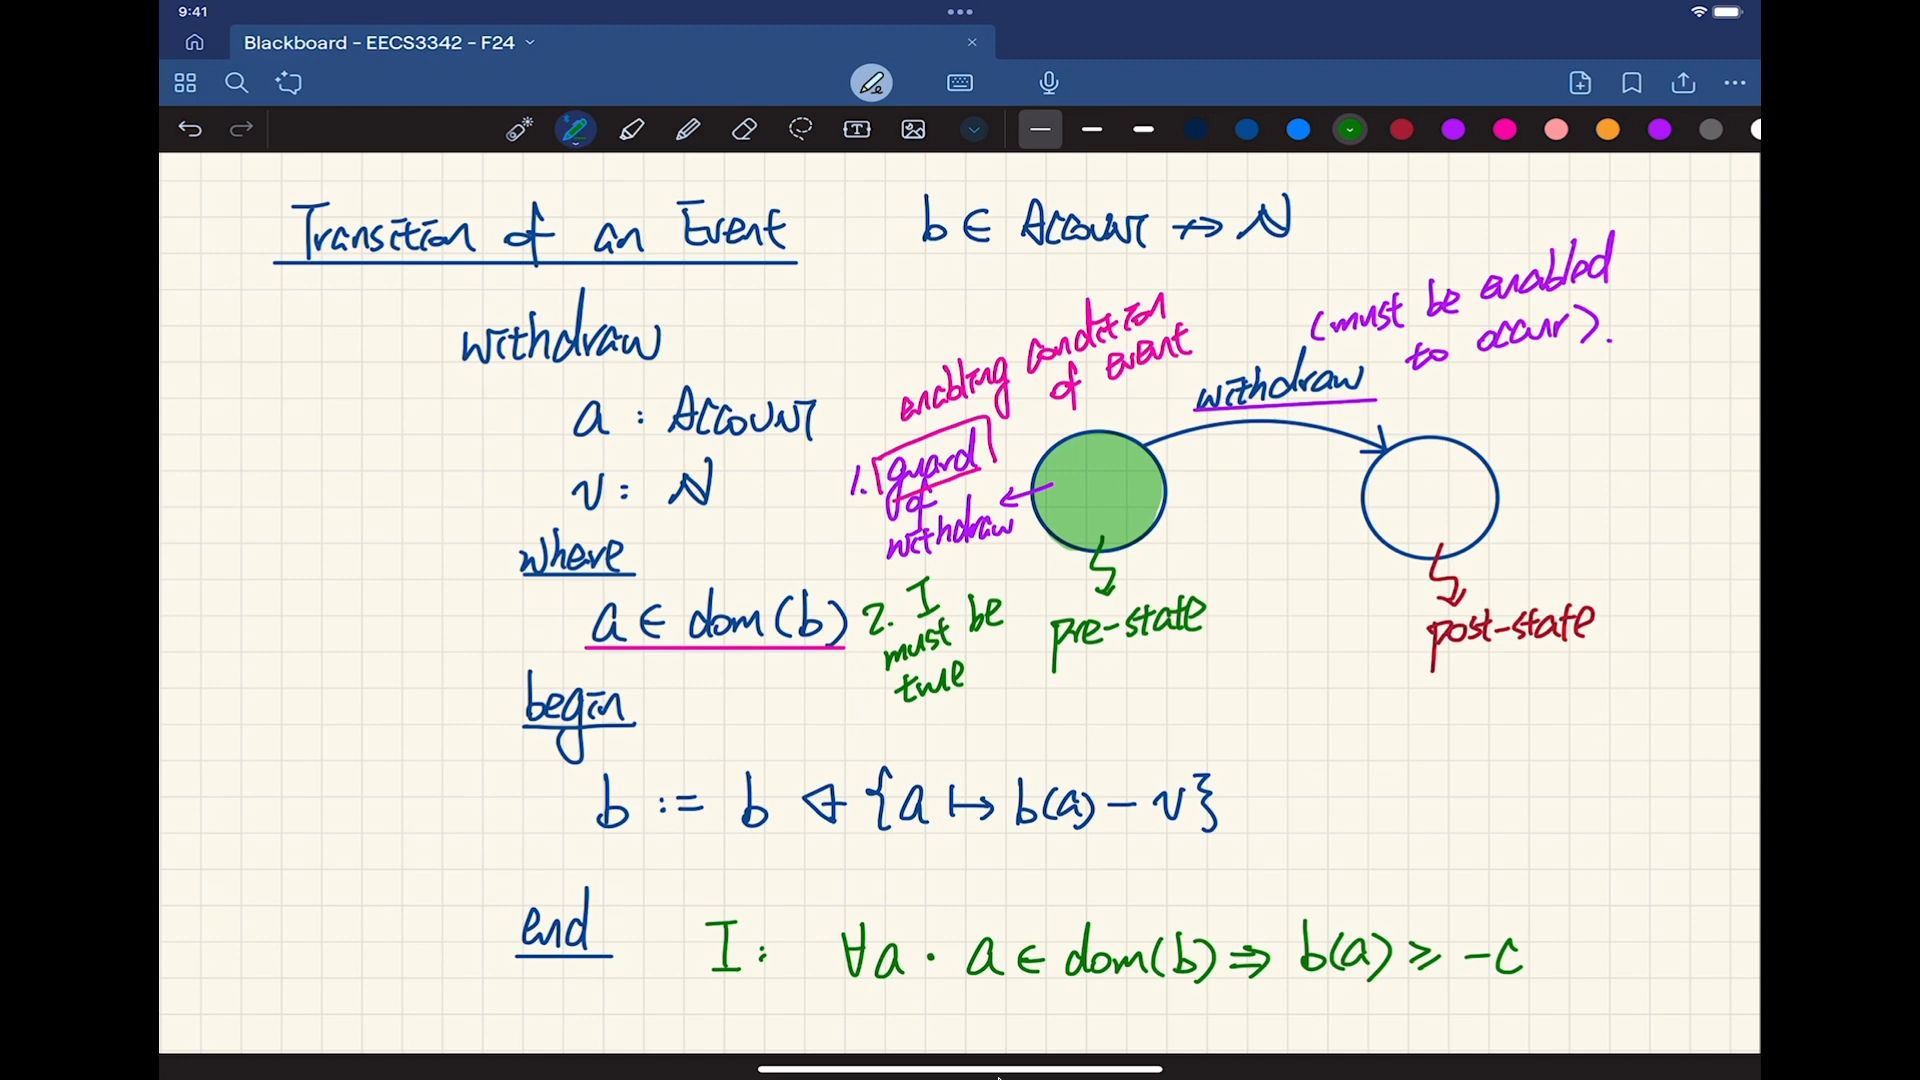 9:41
Blackboard - EECS3342 - F24
Transition of an Event
b ∈ Account ⇸ ℕ
withdraw
a : Account
v : ℕ
where
a ∈ dom(b)
begin
b := b ⩤ {a ↦ b(a) − v}
end
enabling condition
of event
1. guard
of
withdraw
2. I
must be
true
withdraw
(must be enabled
to occur).
pre-state
post-state
I : ∀a · a ∈ dom(b) ⇒ b(a) ≥ −c